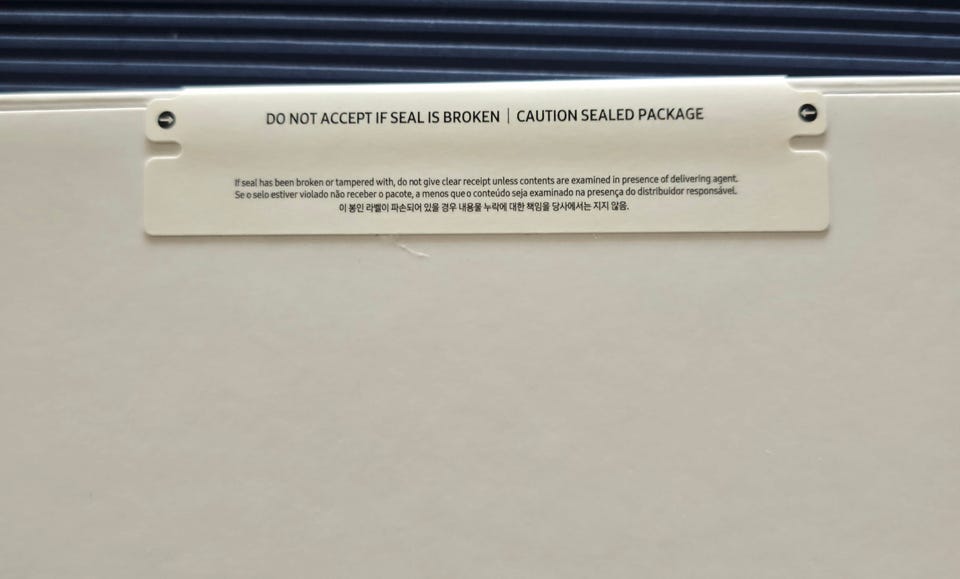 DO NOT ACCEPT IF SEAL IS BROKEN | CAUTION SEALED PACKAGE
If seal has been broken or tampered with, do not give clear receipt unless contents are examined in presence of delivering agent.
Se o selo estiver violado não receber o pacote, a menos que o conteúdo seja examinado na presença do distribuidor responsável.
이 봉인 라벨이 파손되어 있을 경우 내용물 누락에 대한 책임을 당사에서는 지지 않음.